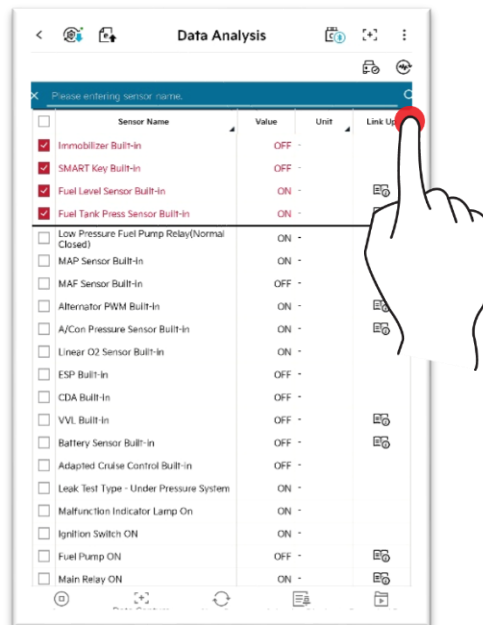 Data Analysis
Please entering sensor name.
Sensor Name Value Unit Link Up
Immobilizer Built-in OFF -
SMART Key Built-in OFF -
Fuel Level Sensor Built-in ON -
Fuel Tank Press Sensor Built-in ON -
Low Pressure Fuel Pump Relay(Normal
Closed) ON -
MAP Sensor Built-in ON -
MAF Sensor Built-in OFF -
Alternator PWM Built-in ON -
A/Con Pressure Sensor Built-in ON -
Linear O2 Sensor Built-in ON -
ESP Built-in OFF -
CDA Built-in OFF -
VVL Built-in OFF -
Battery Sensor Built-in OFF -
Adapted Cruise Control Built-in OFF -
Leak Test Type - Under Pressure System ON -
Malfunction Indicator Lamp On ON -
Ignition Switch ON ON -
Fuel Pump ON OFF -
Main Relay ON ON -